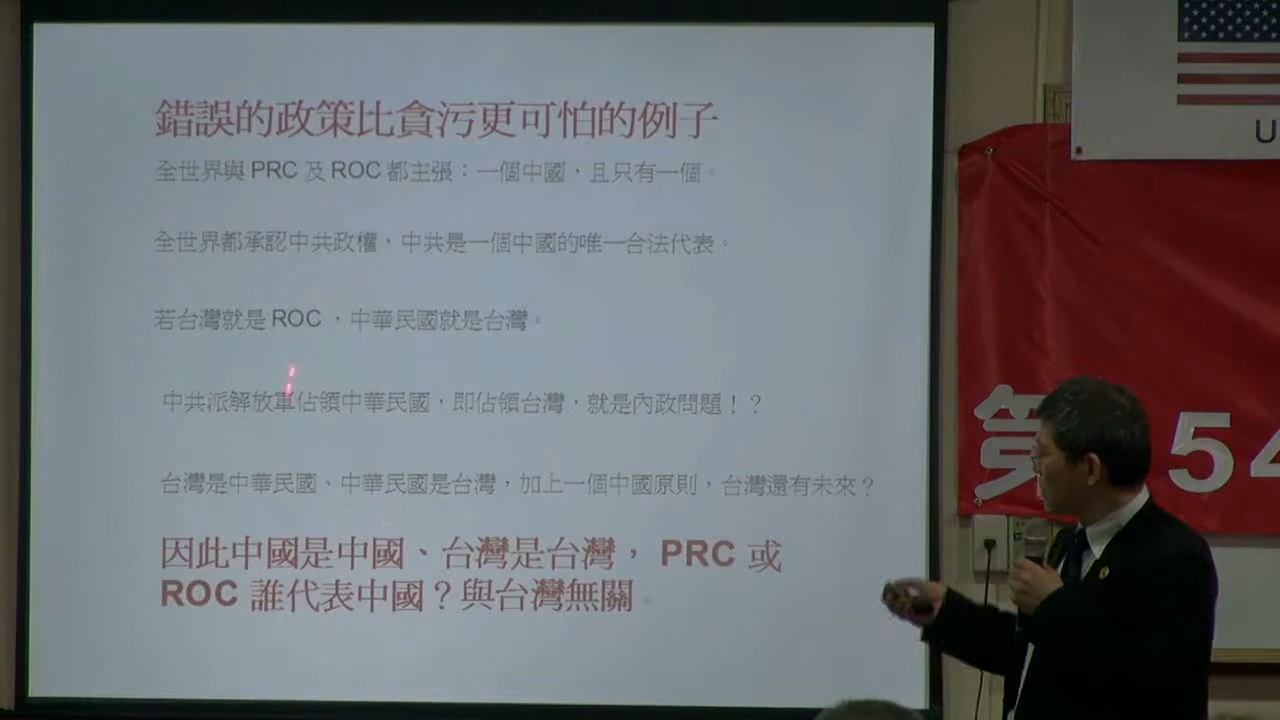 錯誤的政策比貪污更可怕的例子
全世界與 PRC 及 ROC 都主張：一個中國，且只有一個。
全世界都承認中共政權，中共是一個中國的唯一合法代表。
若台灣就是 ROC ，中華民國就是台灣。
中共派解放軍佔領中華民國，即佔領台灣，就是內政問題！？
台灣是中華民國、中華民國是台灣，加上一個中國原則，台灣還有未來？
因此中國是中國、台灣是台灣， PRC 或
ROC 誰代表中國？與台灣無關
U
第 54